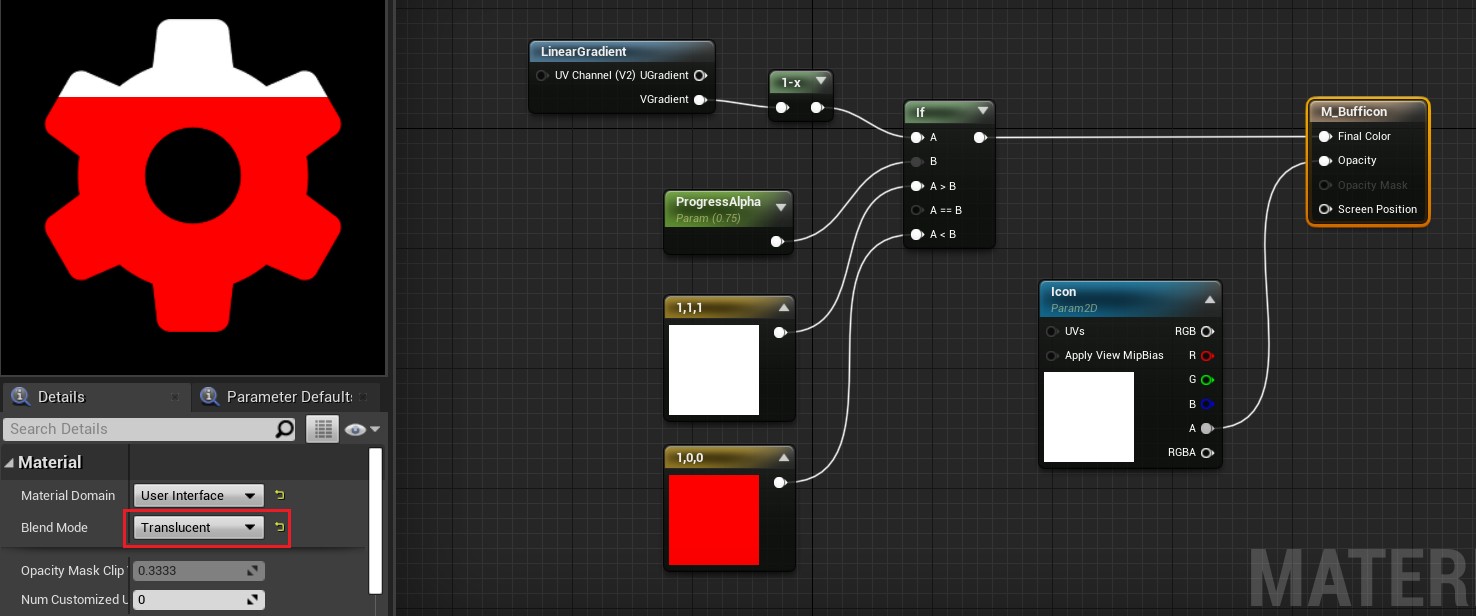 LinearGradient
UV Channel (V2) UGradient
VGradient
1-x
If
A
B
A > B
A == B
A < B
ProgressAlpha
Param (0.75)
1,1,1
1,0,0
M_Bufficon
Final Color
Opacity
Opacity Mask
Screen Position
Icon
Param2D
UVs
RGB
Apply View MipBias
R
G
B
A
RGBA
Details
Parameter Defaults
Search Details
Material
Material Domain
User Interface
Blend Mode
Translucent
Opacity Mask Clip
0.3333
Num Customized U
0
MATER